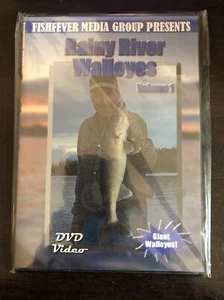 FISHFEVER MEDIA GROUP PRESENTS
Rainy River
Walleyes
Volume 1
DVD
Video
Giant
Walleyes!